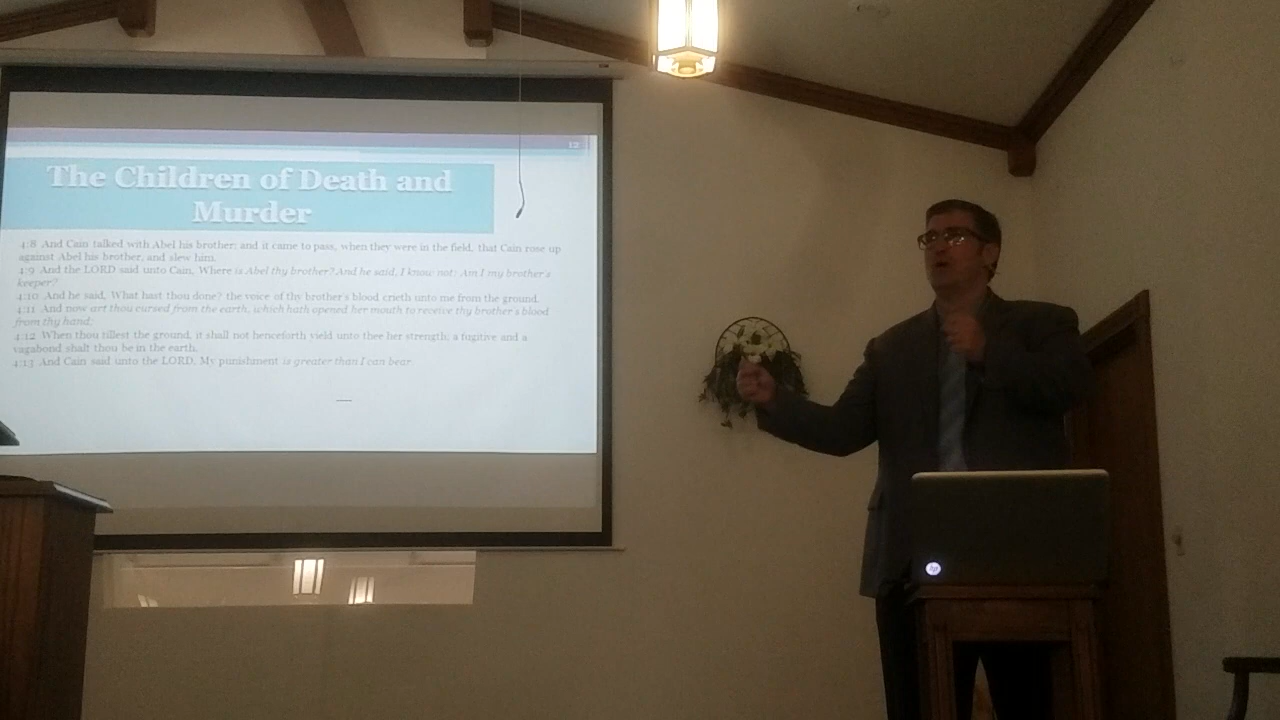 12
The Children of Death and
Murder
4:8 And Cain talked with Abel his brother: and it came to pass, when they were in the field, that Cain rose up
against Abel his brother, and slew him.
4:9 And the LORD said unto Cain, Where is Abel thy brother? And he said, I know not: Am I my brother's
keeper?
4:10 And he said, What hast thou done? the voice of thy brother's blood crieth unto me from the ground.
4:11 And now art thou cursed from the earth, which hath opened her mouth to receive thy brother's blood
from thy hand;
4:12 When thou tillest the ground, it shall not henceforth yield unto thee her strength; a fugitive and a
vagabond shalt thou be in the earth.
4:13 And Cain said unto the LORD, My punishment is greater than I can bear.
hp